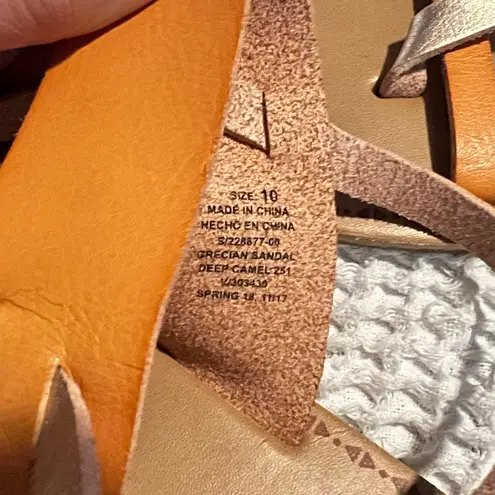 SIZE: 10
MADE IN CHINA
HECHO EN CHINA
S/228877-00
GRECIAN SANDAL
DEEP CAMEL 251
V/303430
SPRING 18, 11/17